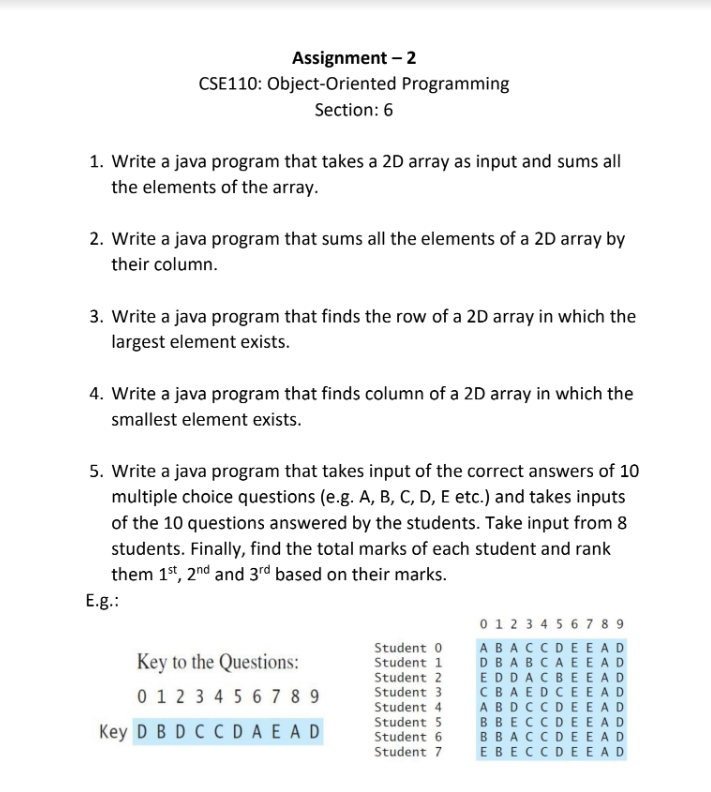 Assignment – 2
CSE110: Object-Oriented Programming
Section: 6
1. Write a java program that takes a 2D array as input and sums all
the elements of the array.
2. Write a java program that sums all the elements of a 2D array by
their column.
3. Write a java program that finds the row of a 2D array in which the
largest element exists.
4. Write a java program that finds column of a 2D array in which the
smallest element exists.
5. Write a java program that takes input of the correct answers of 10
multiple choice questions (e.g. A, B, C, D, E etc.) and takes inputs
of the 10 questions answered by the students. Take input from 8
students. Finally, find the total marks of each student and rank
them 1st, 2nd and 3rd based on their marks.
E.g.:
Key to the Questions:
0 1 2 3 4 5 6 7 8 9
Key D B D C C D A E A D
0 1 2 3 4 5 6 7 8 9
Student 0 A B A C C D E E A D
Student 1 D B A B C A E E A D
Student 2 E D D A C B E E A D
Student 3 C B A E D C E E A D
Student 4 A B D C C D E E A D
Student 5 B B E C C D E E A D
Student 6 B B A C C D E E A D
Student 7 E B E C C D E E A D